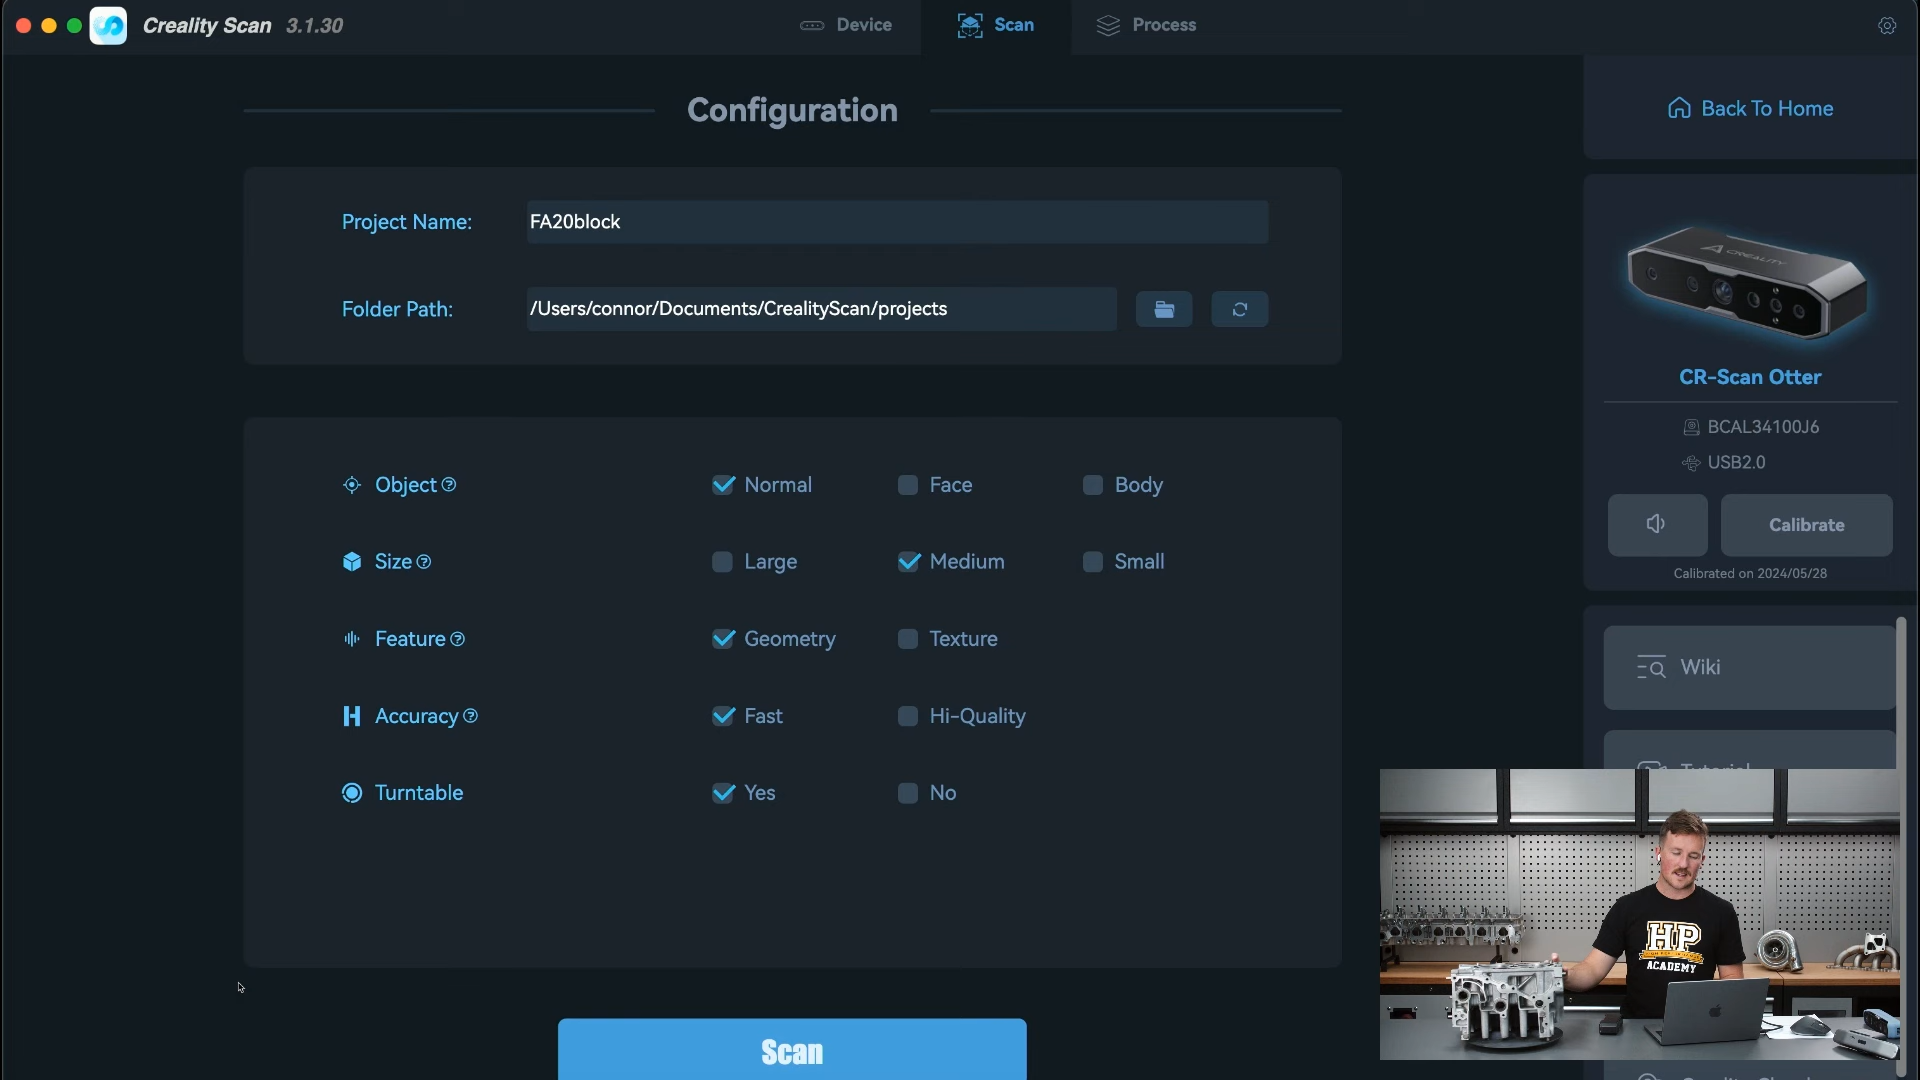 Creality Scan 3.1.30
Device
Scan
Process
Configuration
Back To Home
Project Name:
FA20block
Folder Path:
/Users/connor/Documents/CrealityScan/projects
CREALITY
CR-Scan Otter
BCAL34100J6
USB2.0
Calibrate
Calibrated on 2024/05/28
Object
Normal
Face
Body
Size
Large
Medium
Small
Feature
Geometry
Texture
Accuracy
Fast
Hi-Quality
Turntable
Yes
No
Wiki
Tutorial
HP
ACADEMY
Scan